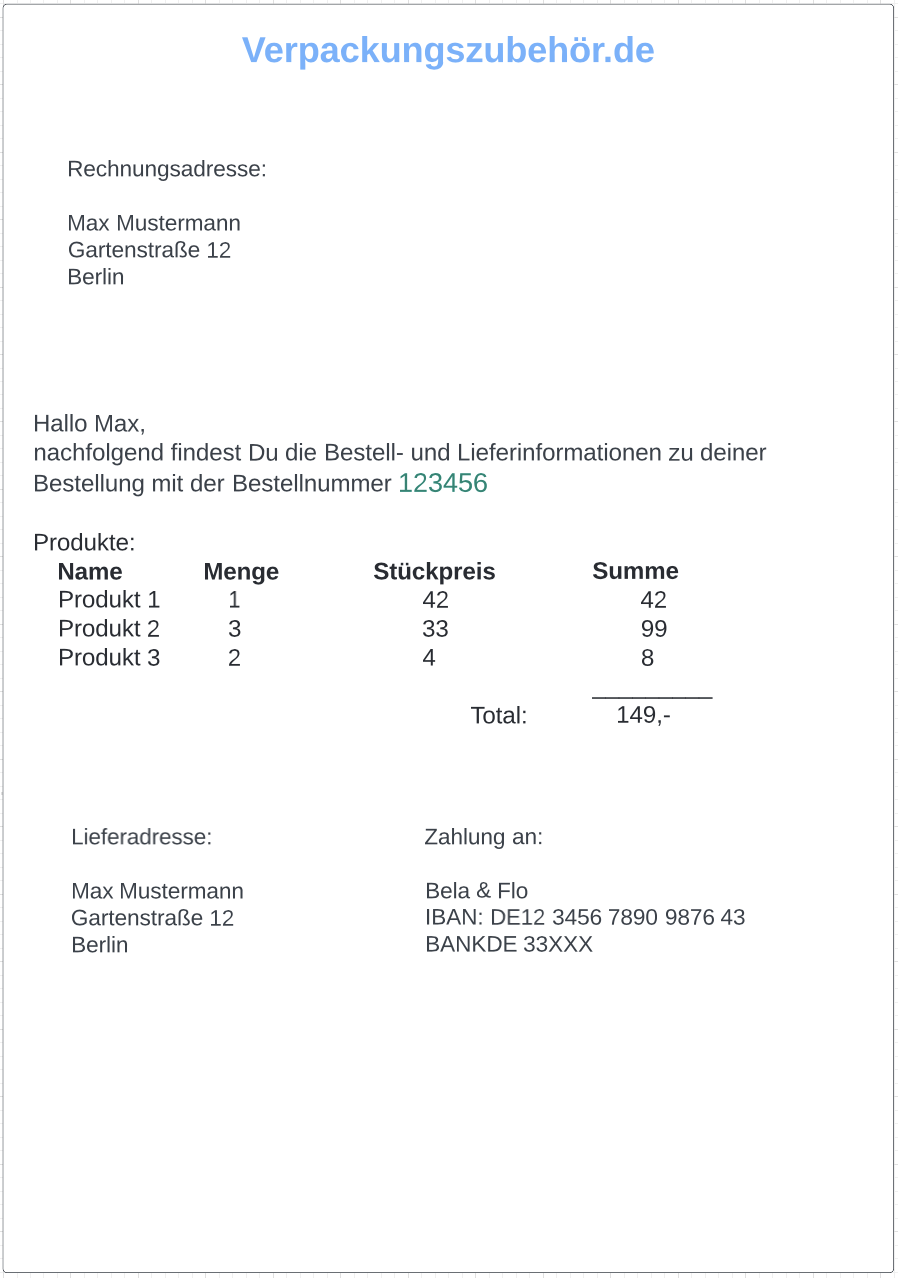 Verpackungszubehör.de
Rechnungsadresse:
Max Mustermann
Gartenstraße 12
Berlin
Hallo Max,
nachfolgend findest Du die Bestell- und Lieferinformationen zu deiner
Bestellung mit der Bestellnummer 123456
Produkte:
Name Menge Stückpreis Summe
Produkt 1 1 42 42
Produkt 2 3 33 99
Produkt 3 2 4 8
Total: 149,-
Lieferadresse: Zahlung an:
Max Mustermann Bela & Flo
Gartenstraße 12 IBAN: DE12 3456 7890 9876 43
Berlin BANKDE 33XXX